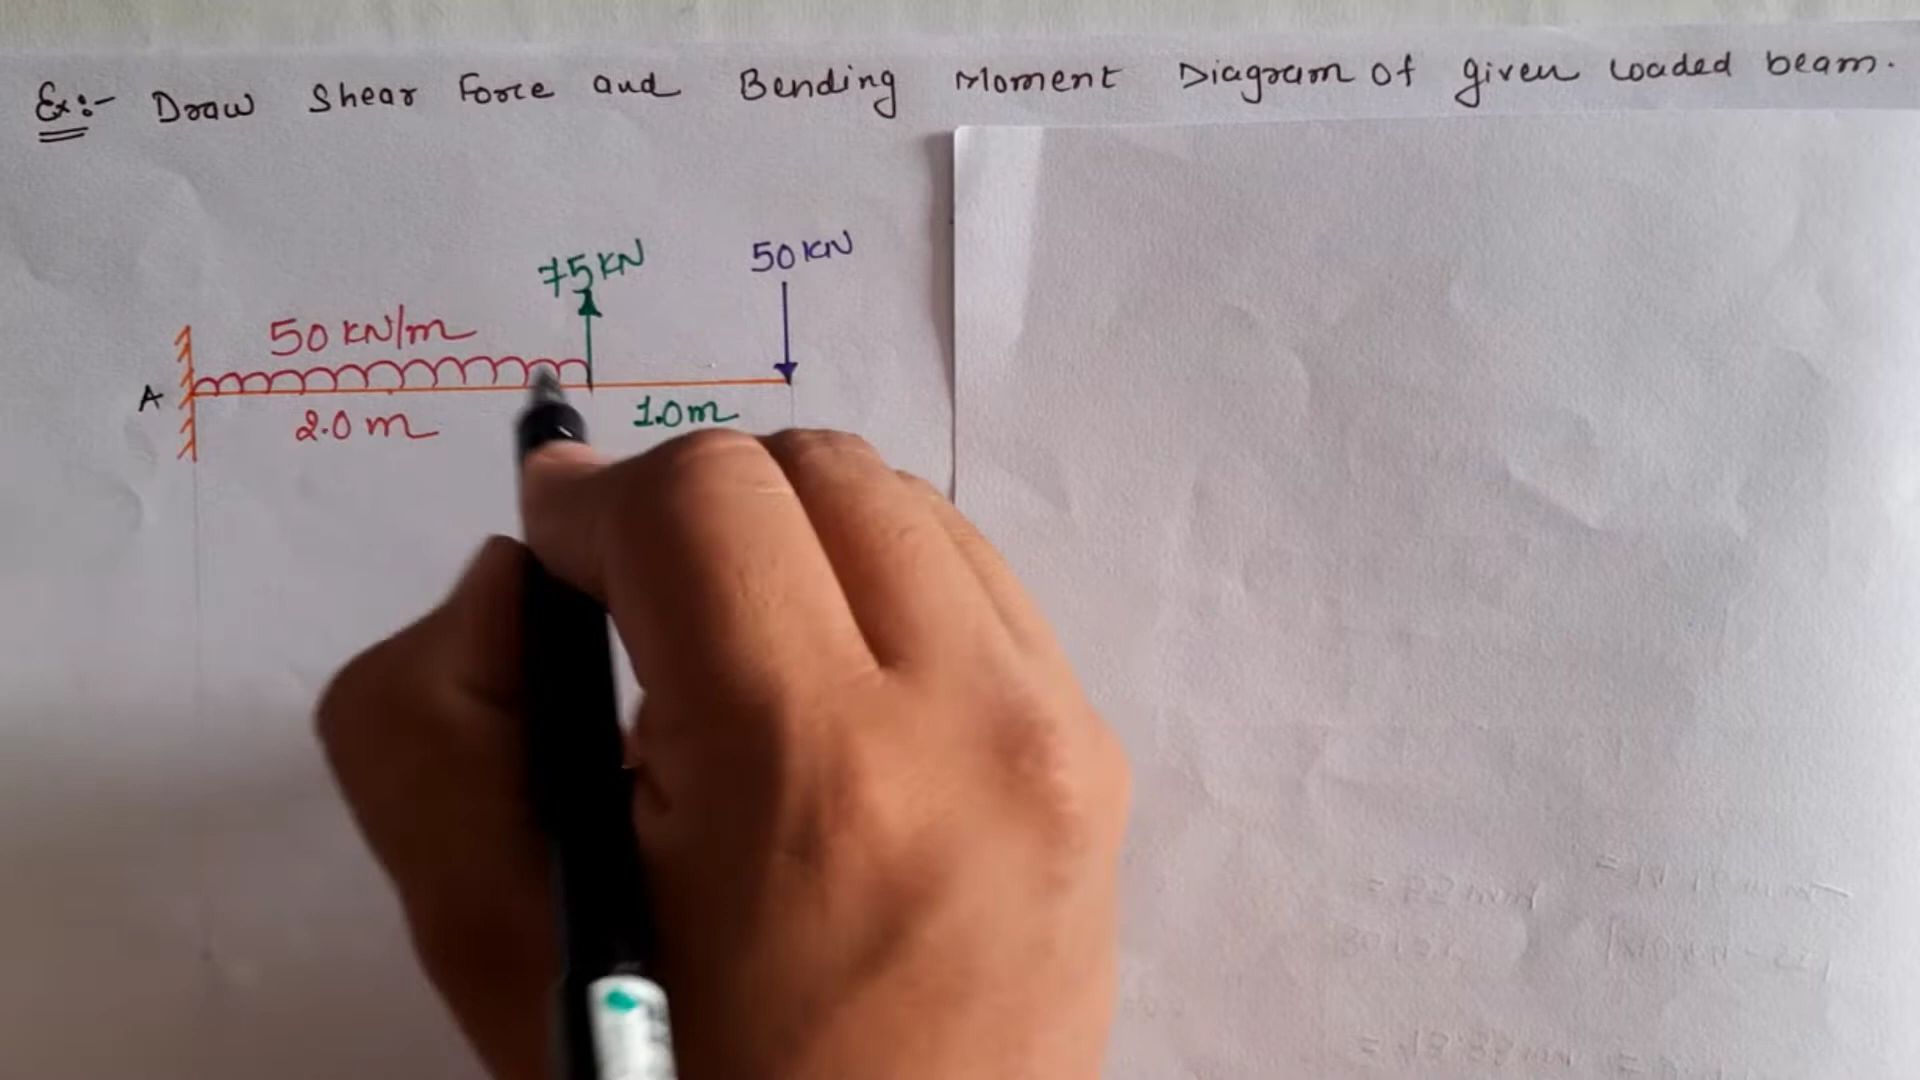 Ex:- Draw Shear Force and Bending Moment Diagram of given loaded beam.
75 KN
50 KN
50 KN/m
A
2.0 m
1.0 m